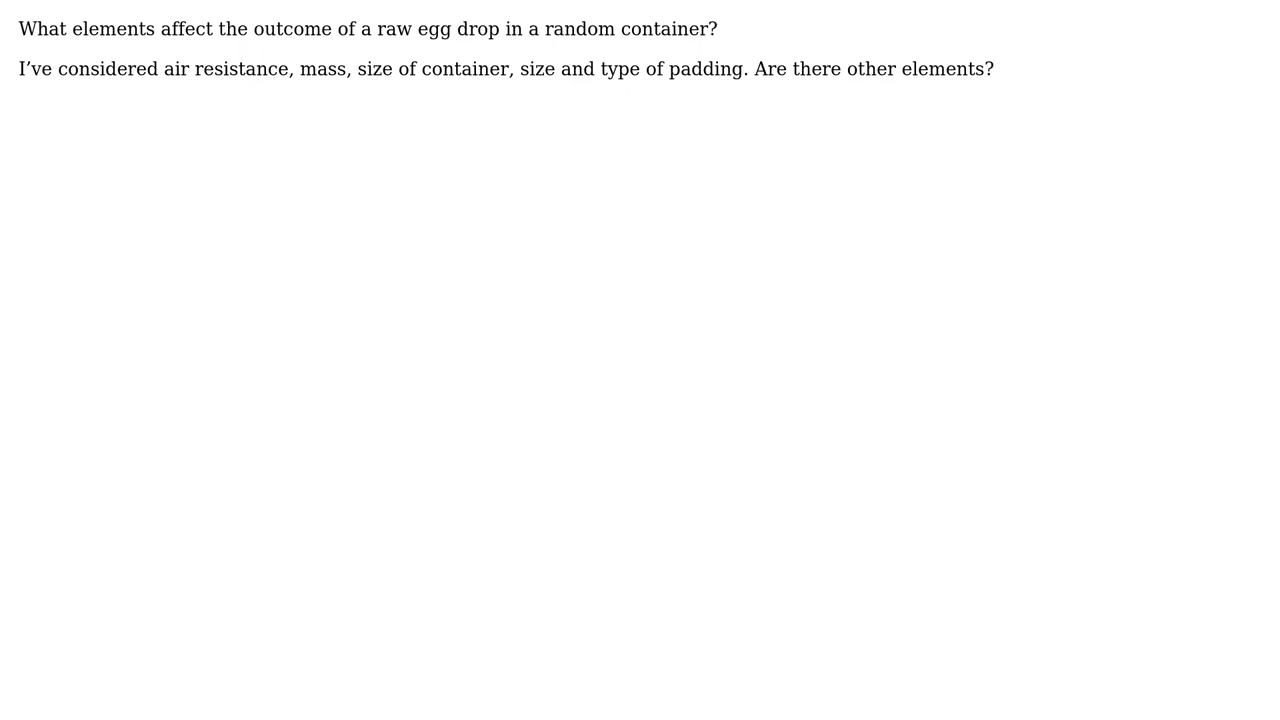 What elements affect the outcome of a raw egg drop in a random container?
I’ve considered air resistance, mass, size of container, size and type of padding. Are there other elements?